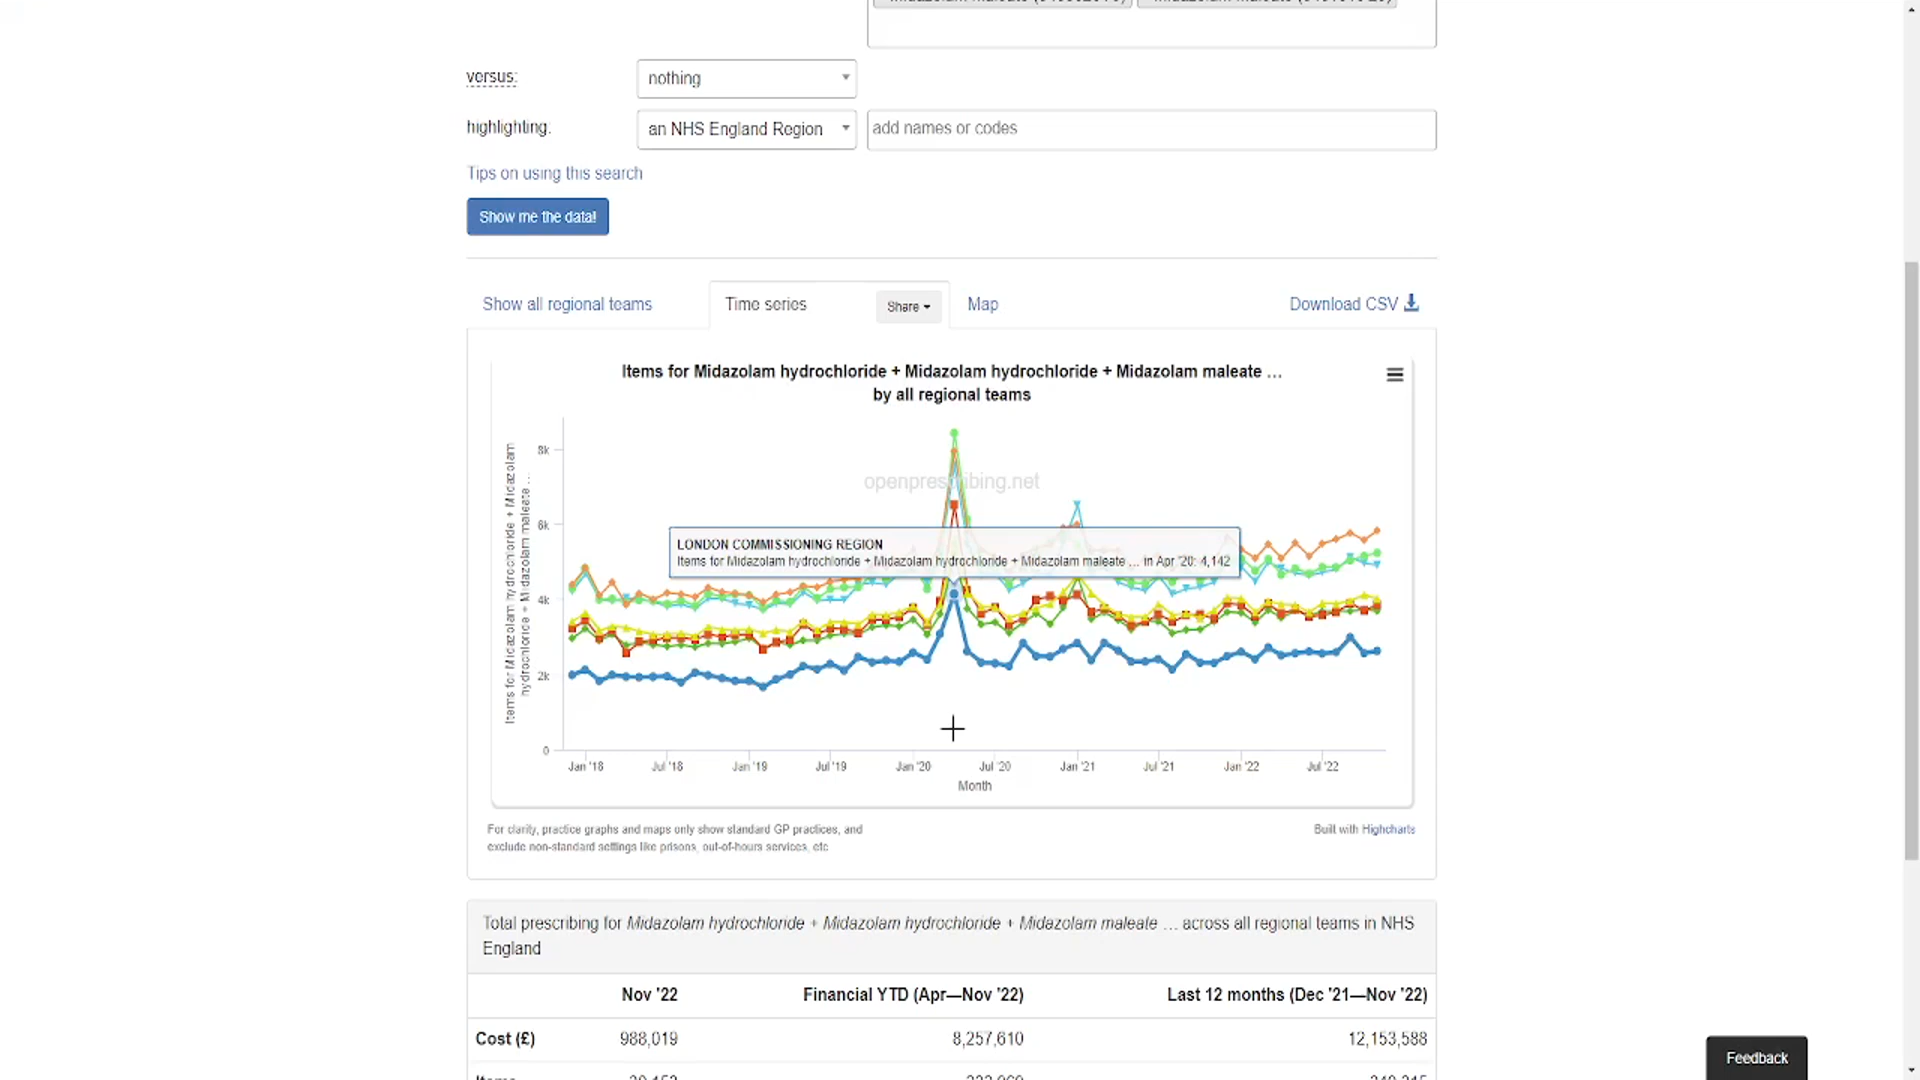 versus:
nothing
highlighting:
an NHS England Region
add names or codes
Tips on using this search
Show me the data!
Show all regional teams
Time series
Share
Map
Download CSV
Items for Midazolam hydrochloride + Midazolam hydrochloride + Midazolam maleate ...
by all regional teams
Items for Midazolam hydrochloride + Midazolam
hydrochloride + Midazolam maleate ...
8k
6k
4k
2k
0
openprescribing.net
LONDON COMMISSIONING REGION
Items for Midazolam hydrochloride + Midazolam hydrochloride + Midazolam maleate ... in Apr '20: 4,142
Jan '18
Jul '18
Jan '19
Jul '19
Jan '20
Jul '20
Jan '21
Jul '21
Jan '22
Jul '22
Month
For clarity, practice graphs and maps only show standard GP practices, and
exclude non-standard settings like prisons, out-of-hours services, etc
Built with Highcharts
Total prescribing for Midazolam hydrochloride + Midazolam hydrochloride + Midazolam maleate ... across all regional teams in NHS
England
Nov '22
Financial YTD (Apr—Nov '22)
Last 12 months (Dec '21—Nov '22)
Cost (£)
988,019
8,257,610
12,153,588
Feedback